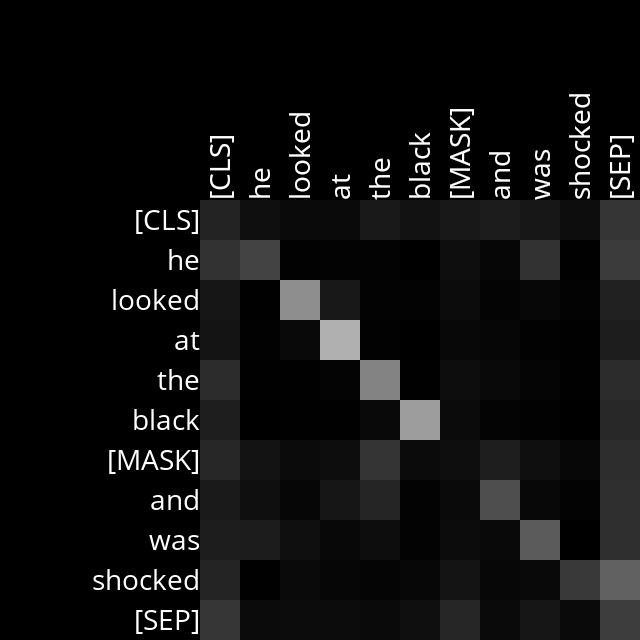 [CLS] he looked at the black [MASK] and was shocked [SEP]
[CLS]
he
looked
at
the
black
[MASK]
and
was
shocked
[SEP]